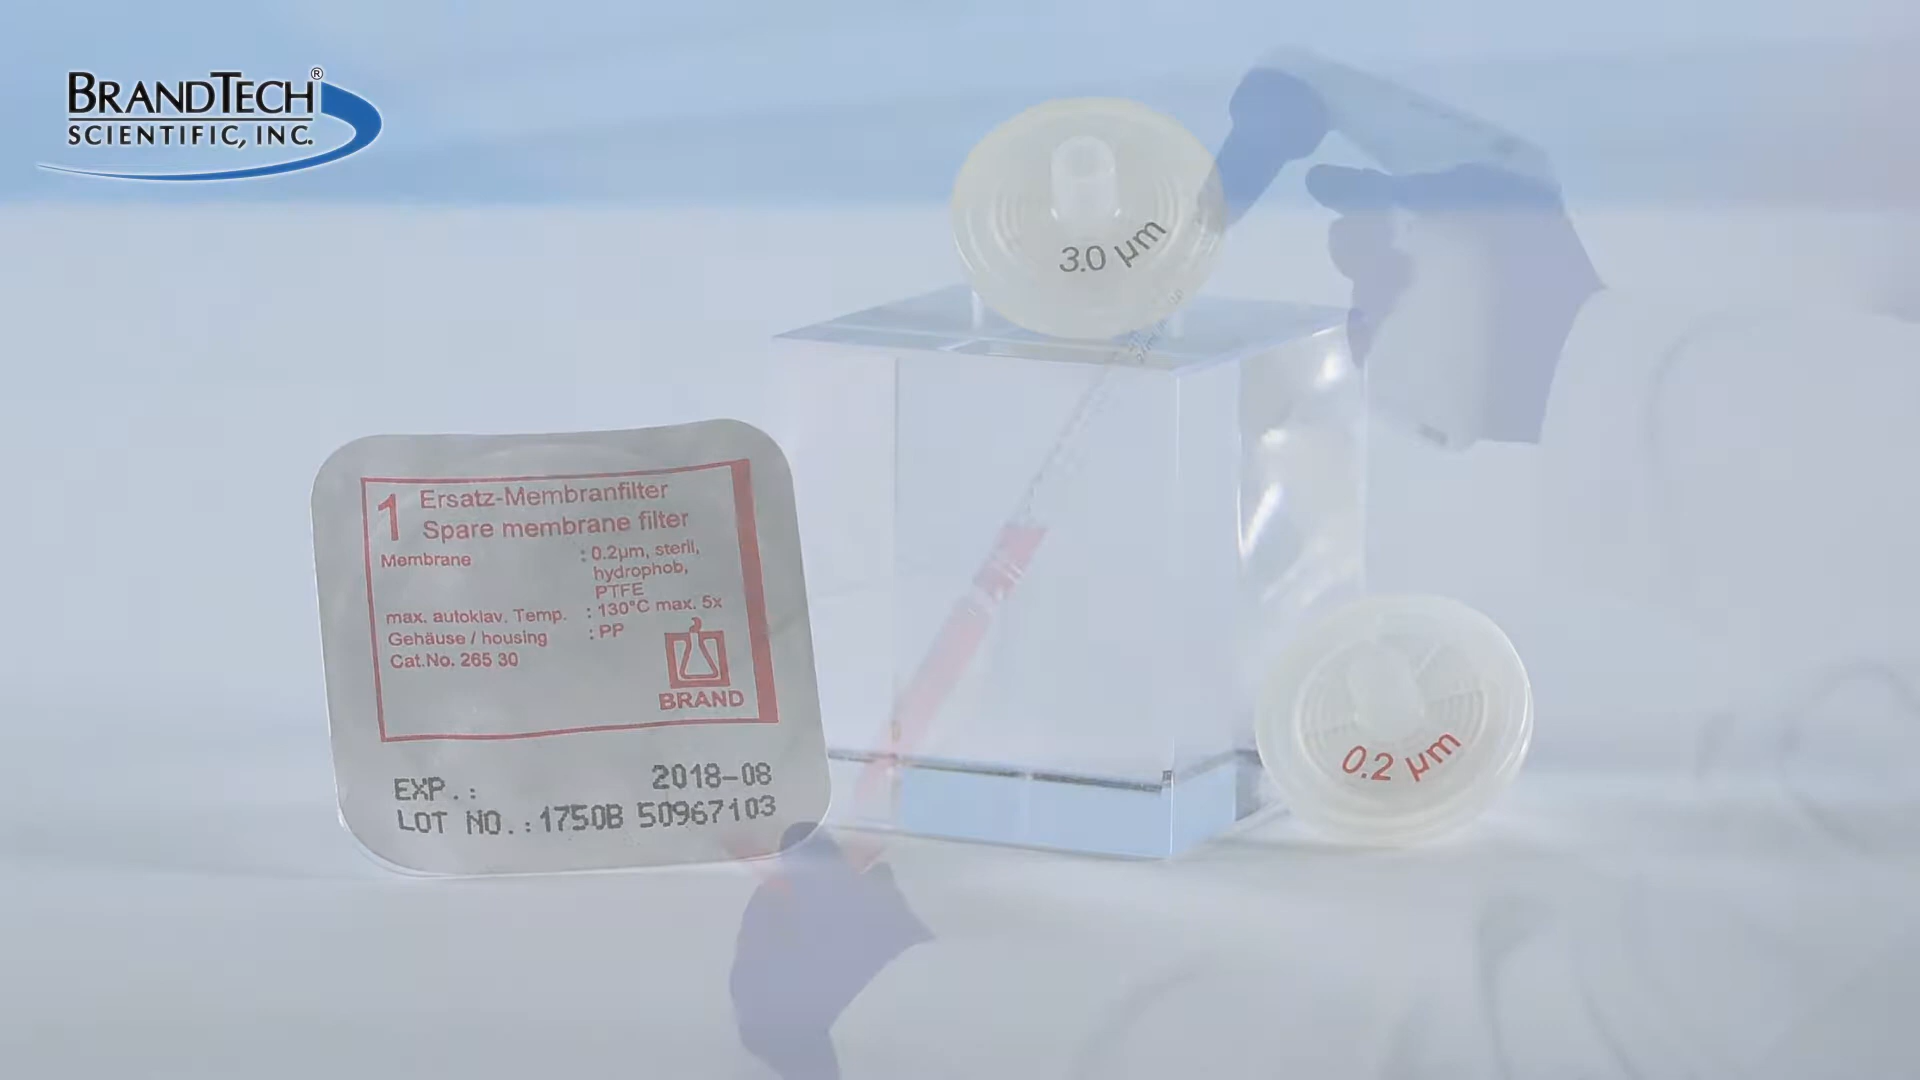 BRANDTECH®
SCIENTIFIC, INC.
3.0 µm
1 Ersatz-Membranfilter
Spare membrane filter
Membrane : 0.2µm, steril,
hydrophob,
PTFE
max. autoklav. Temp. : 130°C max. 5x
Gehäuse / housing : PP
Cat.No. 265 30
BRAND
EXP.: 2018-08
LOT NO.: 1750B 50967103
0.2 µm